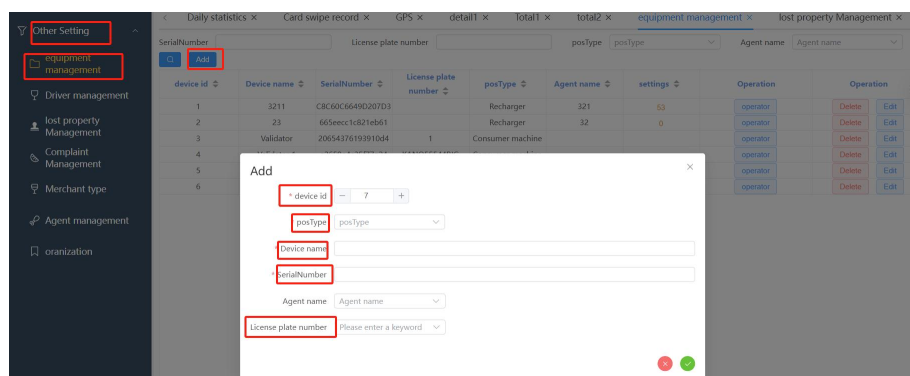 Daily statistics × Card swipe record × GPS × detail1 × Total1 × total2 × equipment management × lost property Management ×
Other Setting
equipment management
Driver management
lost property Management
Complaint Management
Merchant type
Agent management
oranization
SerialNumber License plate number posType posType Agent name Agent name
Add
device id Device name SerialNumber License plate number posType Agent name settings Operation Operation
1 3211 C8C60C6649D207D3 Recharger 321 63 operator Delete Edit
2 23 665eecc1c821eb61 Recharger 32 0 operator Delete Edit
3 Validator 20654376193910d4 1 Consumer machine operator Delete Edit
4 operator Delete Edit
5 operator Delete Edit
6 operator Delete Edit
Add ×
* device id − 7 +
posType posType
* Device name
* SerialNumber
Agent name Agent name
License plate number Please enter a keyword